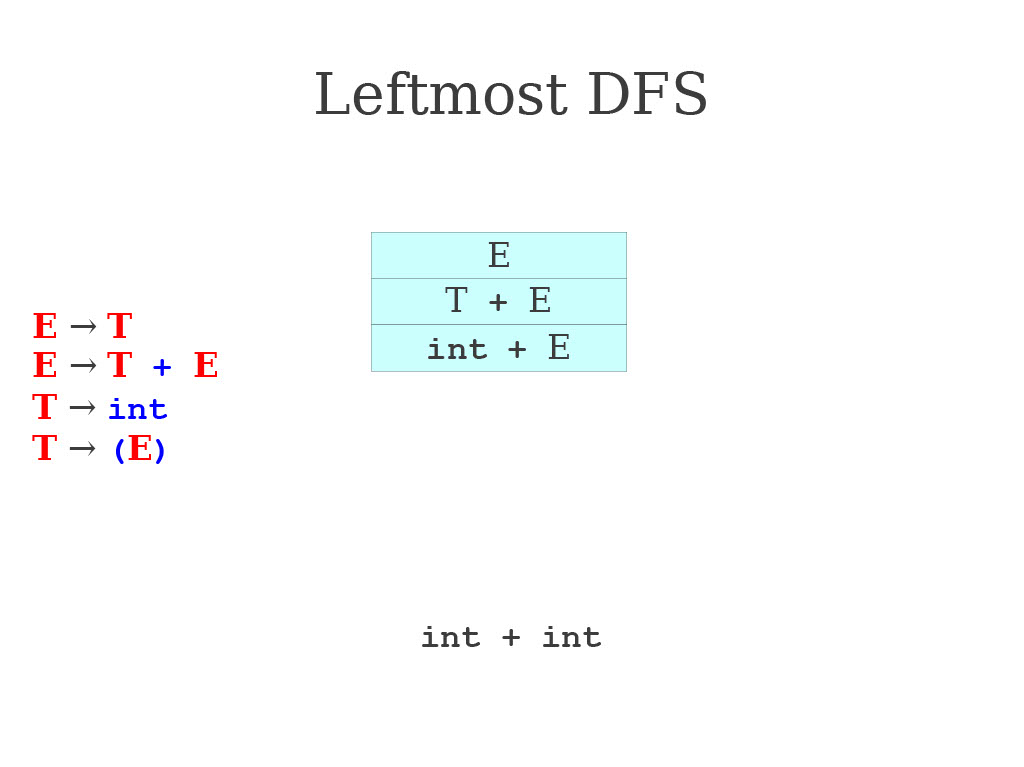 Leftmost DFS
E
T + E
int + E
E → T
E → T + E
T → int
T → (E)
int + int